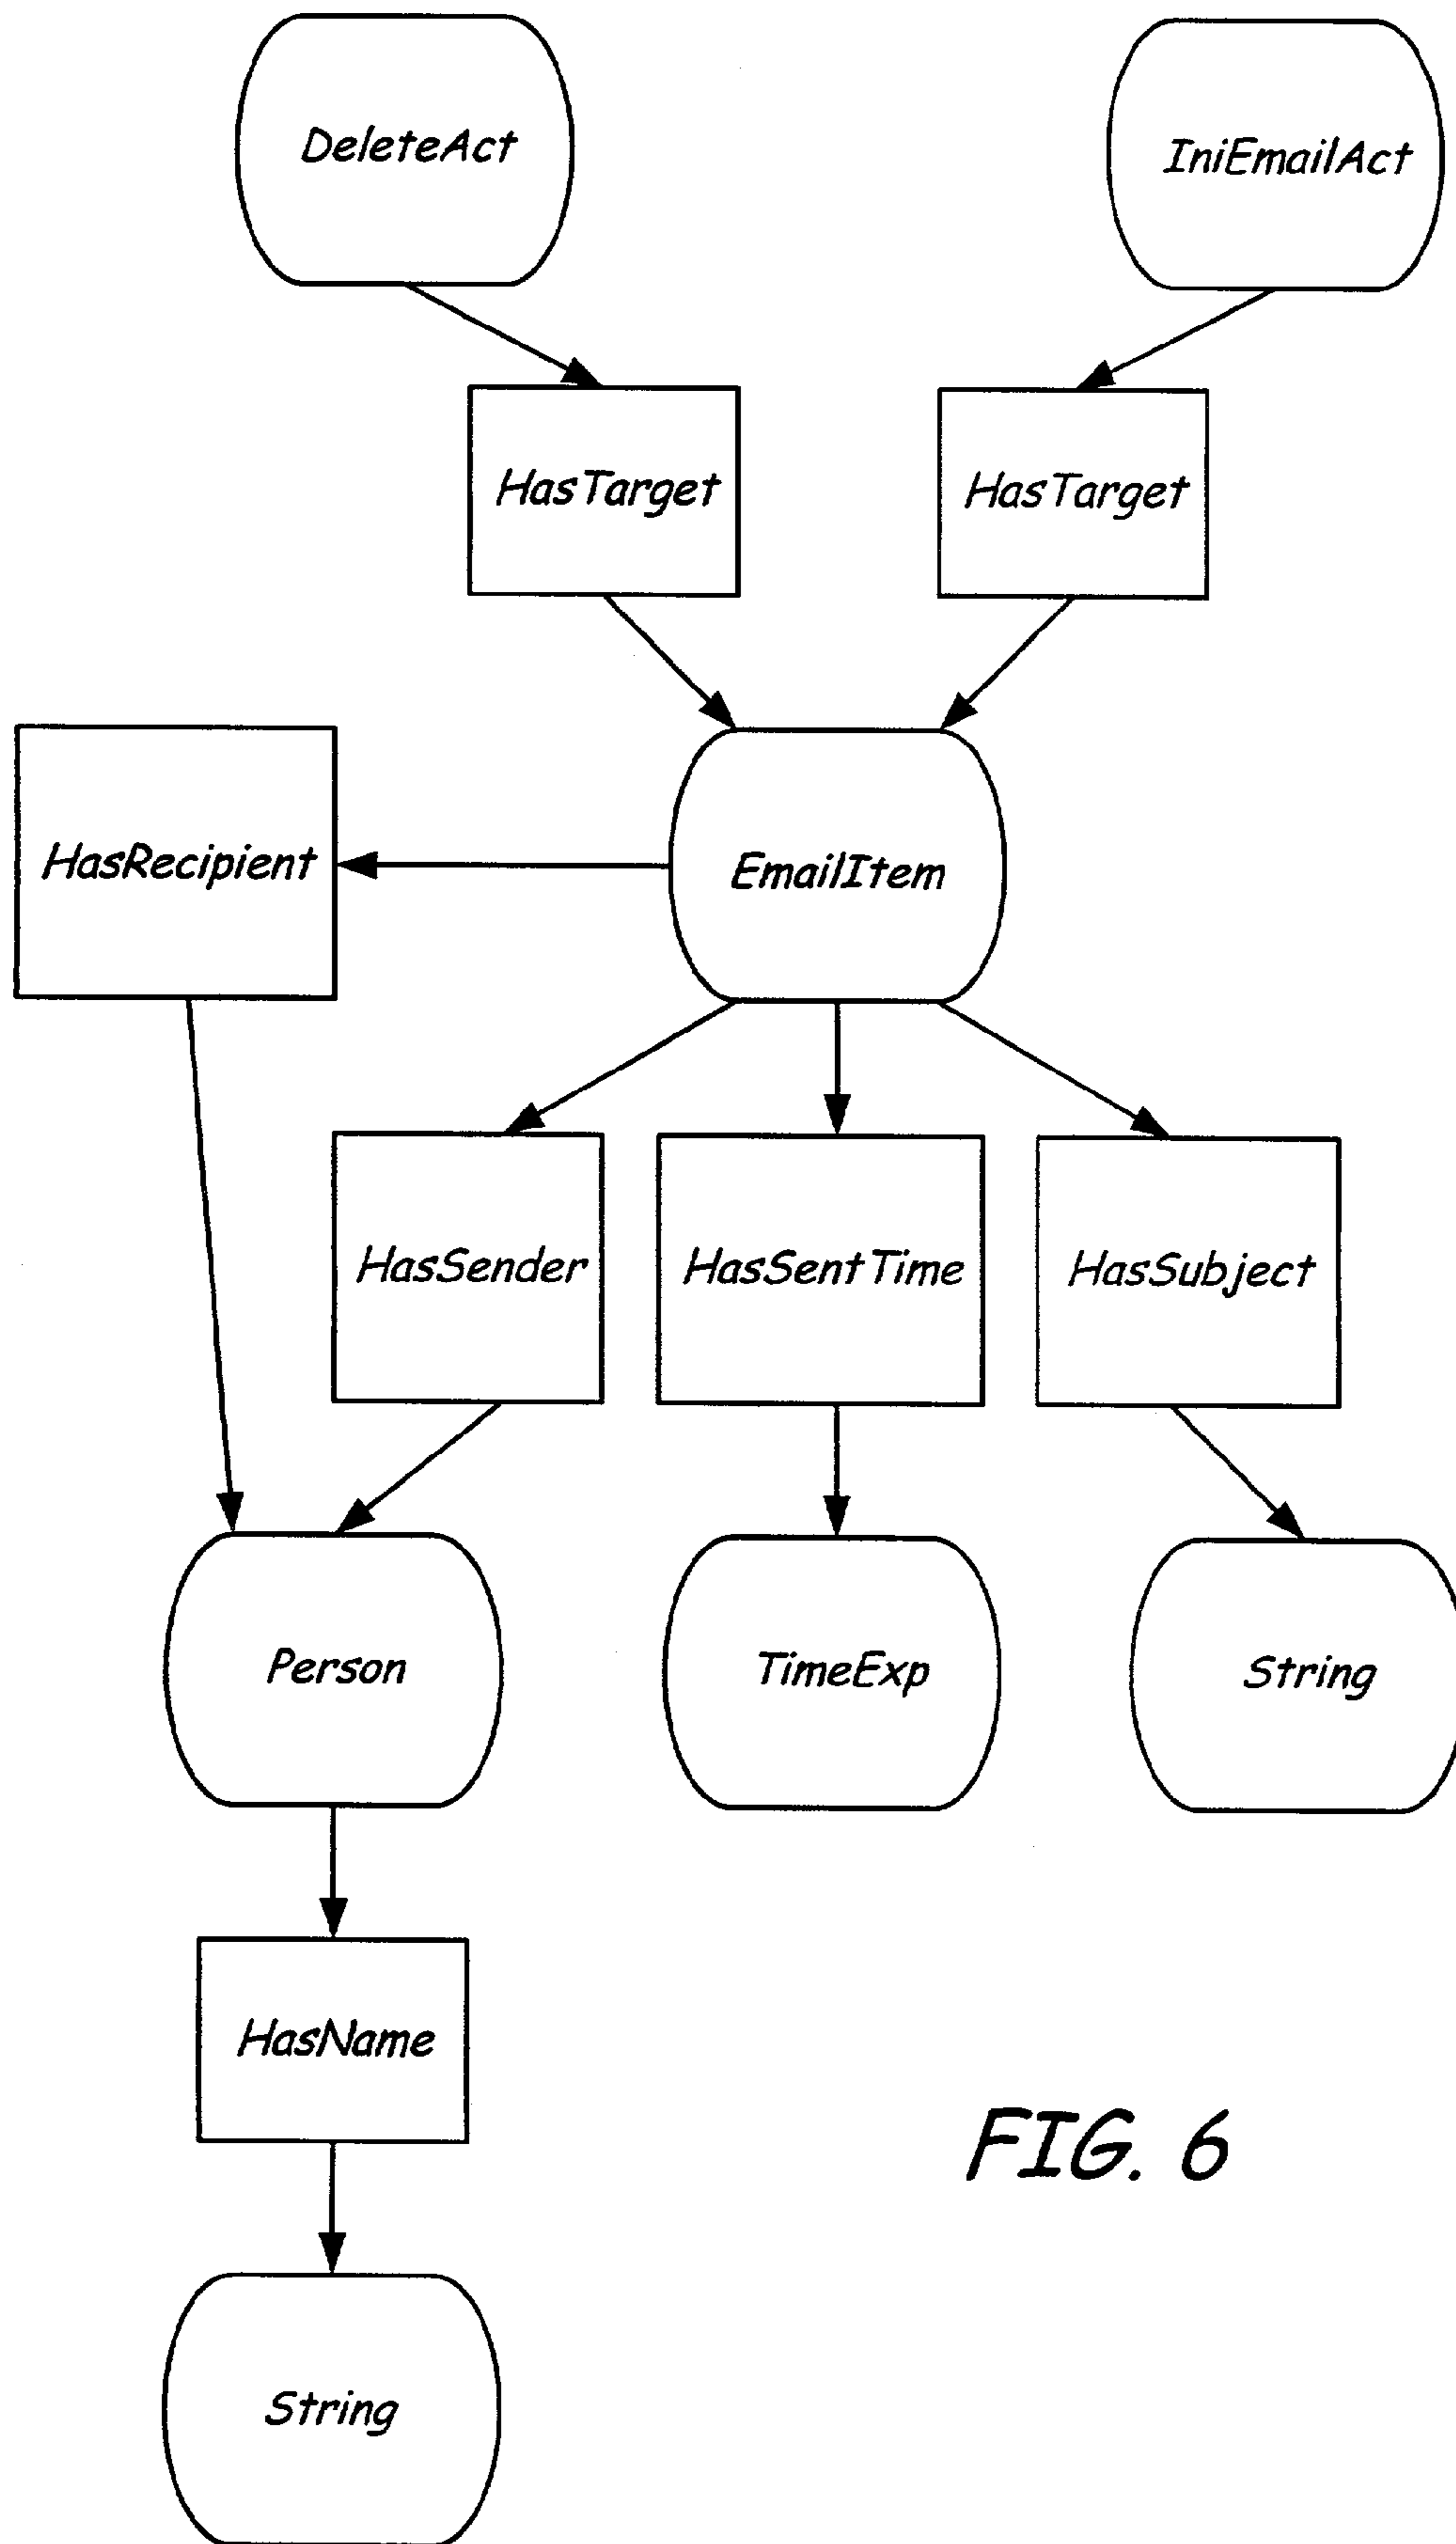 DeleteAct
IniEmailAct
HasTarget
HasTarget
HasRecipient
EmailItem
HasSender
HasSentTime
HasSubject
Person
TimeExp
String
HasName
FIG. 6
String